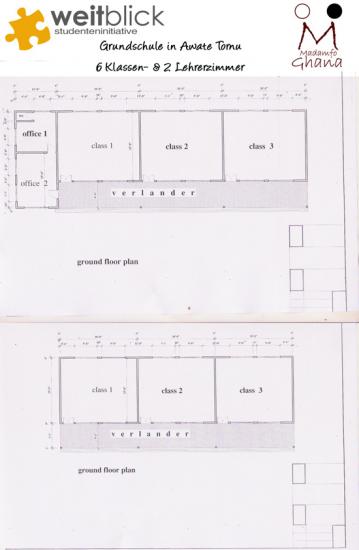 weitblick
studenteninitiative
Madamfo
Ghana
Grundschule in Awate Tornu
6 Klassen- & 2 Lehrerzimmer
office 1
class 1
class 2
class 3
office 2
verlander
ground floor plan
class 1
class 2
class 3
verlander
ground floor plan